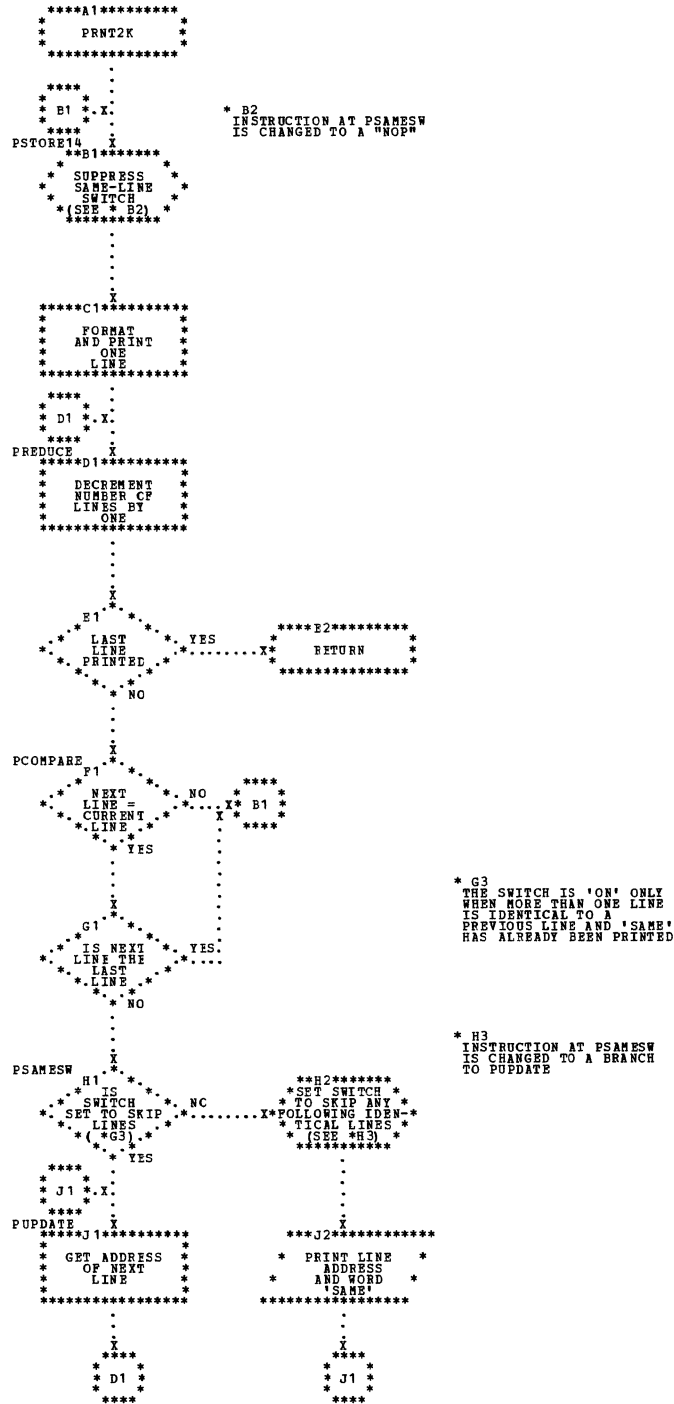 A1
PRNT2K
B1
* B2
INSTRUCTION AT PSAMESW
IS CHANGED TO A "NOP"
PSTORE14
B1
SUPPRESS
SAME-LINE
SWITCH
(SEE * B2)
C1
FORMAT
AND PRINT
ONE
LINE
D1
PREDUCE
D1
DECREMENT
NUMBER CF
LINES BY
ONE
E1
LAST
LINE
PRINTED
YES
NO
E2
RETURN
PCOMPARE
F1
NEXT
LINE =
CURRENT
LINE
NO
YES
B1
G1
IS NEXT
LINE THE
LAST
LINE
YES
NO
* G3
THE SWITCH IS 'ON' ONLY
WHEN MORE THAN ONE LINE
IS IDENTICAL TO A
PREVIOUS LINE AND 'SAME'
HAS ALREADY BEEN PRINTED
* H3
INSTRUCTION AT PSAMESW
IS CHANGED TO A BRANCH
TO PUPDATE
PSAMESW
H1
IS
SWITCH
SET TO SKIP
LINES
( *G3)
NC
YES
H2
SET SWITCH
TO SKIP ANY
FOLLOWING IDEN-
TICAL LINES
(SEE *H3)
J1
PUPDATE
J1
GET ADDRESS
OF NEXT
LINE
J2
PRINT LINE
ADDRESS
AND WORD
'SAME'
D1
J1